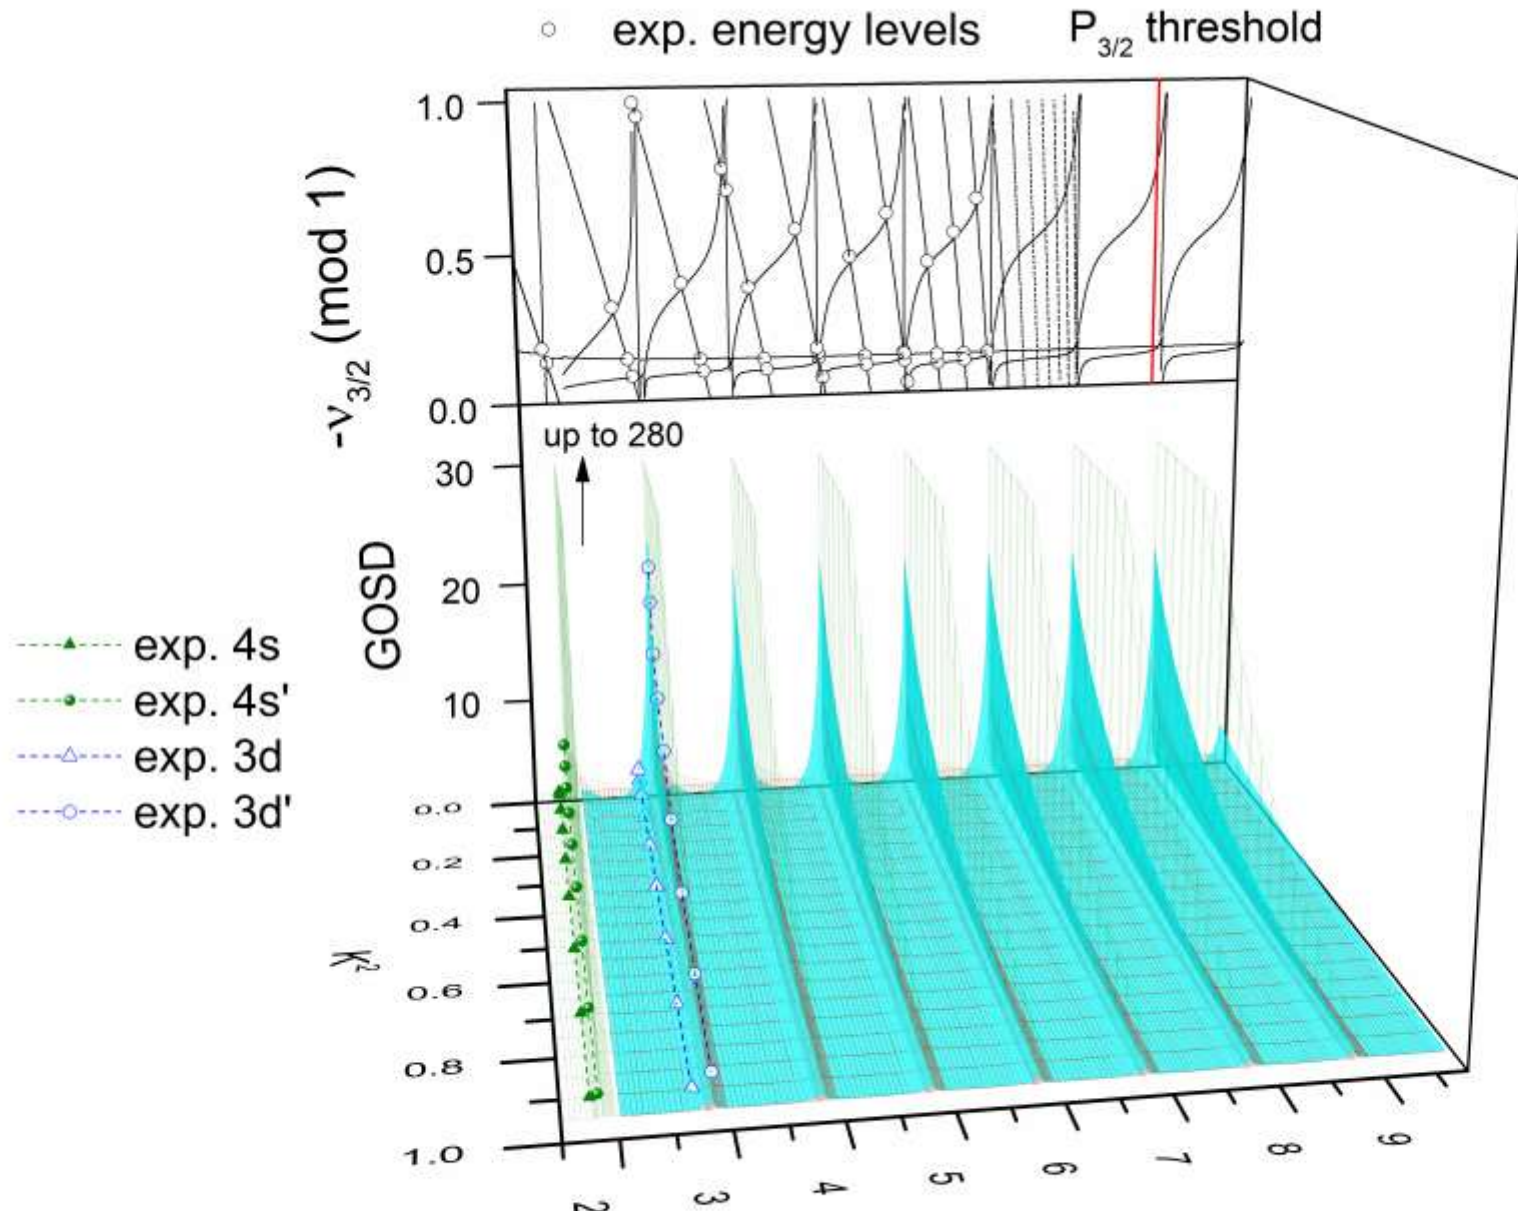 exp. energy levels P3/2 threshold
1.0
0.5
0.0
-ν3/2 (mod 1)
up to 280
30
20
10
GOSD
exp. 4s
exp. 4s'
exp. 3d
exp. 3d'
0.0
0.2
0.4
0.6
0.8
1.0
K²
2 3 4 5 6 7 8 9